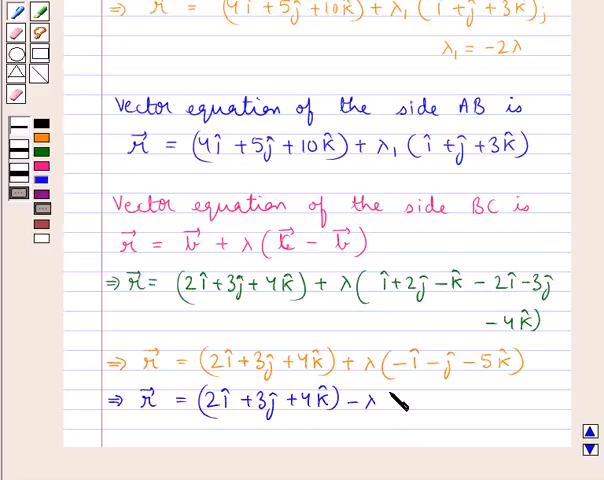 ⇒ r⃗ = (4î + 5ĵ + 10k̂) + λ₁ (î + ĵ + 3k̂),
λ₁ = -2λ
Vector equation of the side AB is
r⃗ = (4î + 5ĵ + 10k̂) + λ₁ (î + ĵ + 3k̂)
Vector equation of the side BC is
r⃗ = b⃗ + λ(c⃗ - b⃗)
⇒ r⃗ = (2î + 3ĵ + 4k̂) + λ( î + 2ĵ - k̂ - 2î - 3ĵ
- 4k̂)
⇒ r⃗ = (2î + 3ĵ + 4k̂) + λ(-î - ĵ - 5k̂)
⇒ r⃗ = (2î + 3ĵ + 4k̂) - λ